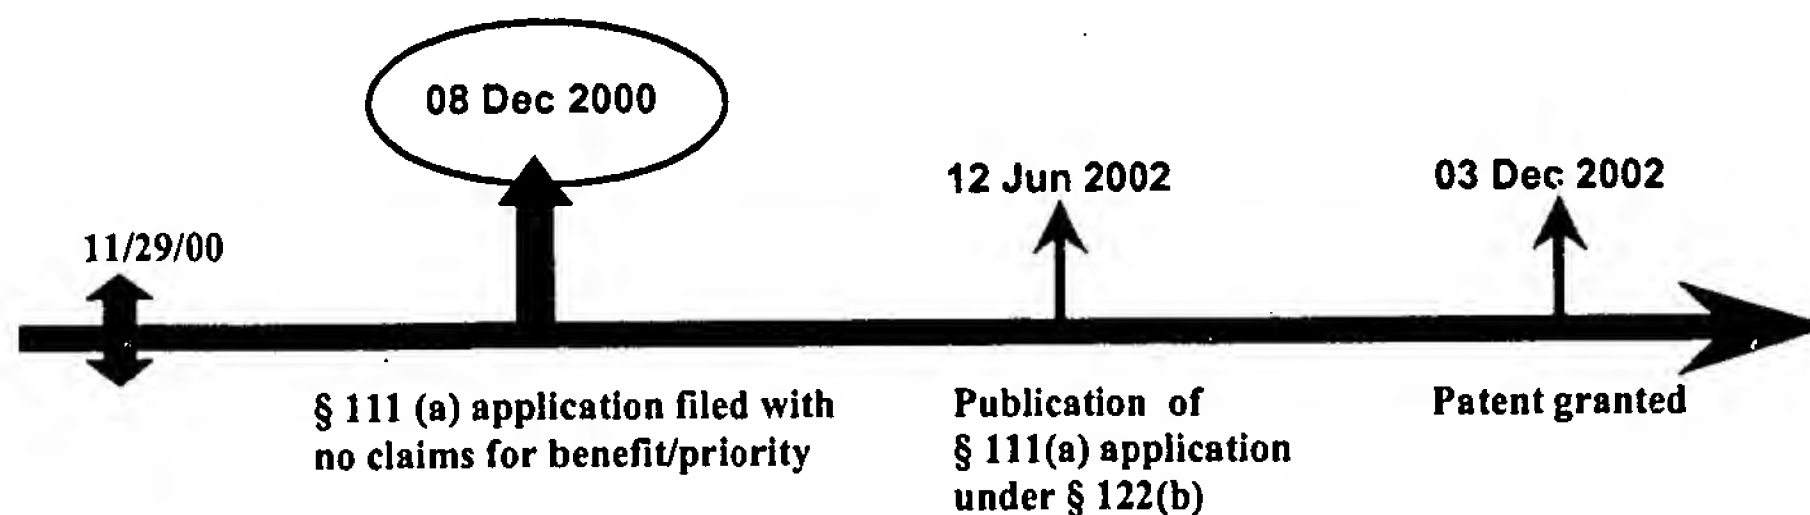 08 Dec 2000
12 Jun 2002
03 Dec 2002
11/29/00
§ 111 (a) application filed with
no claims for benefit/priority
Publication of
§ 111(a) application
under § 122(b)
Patent granted